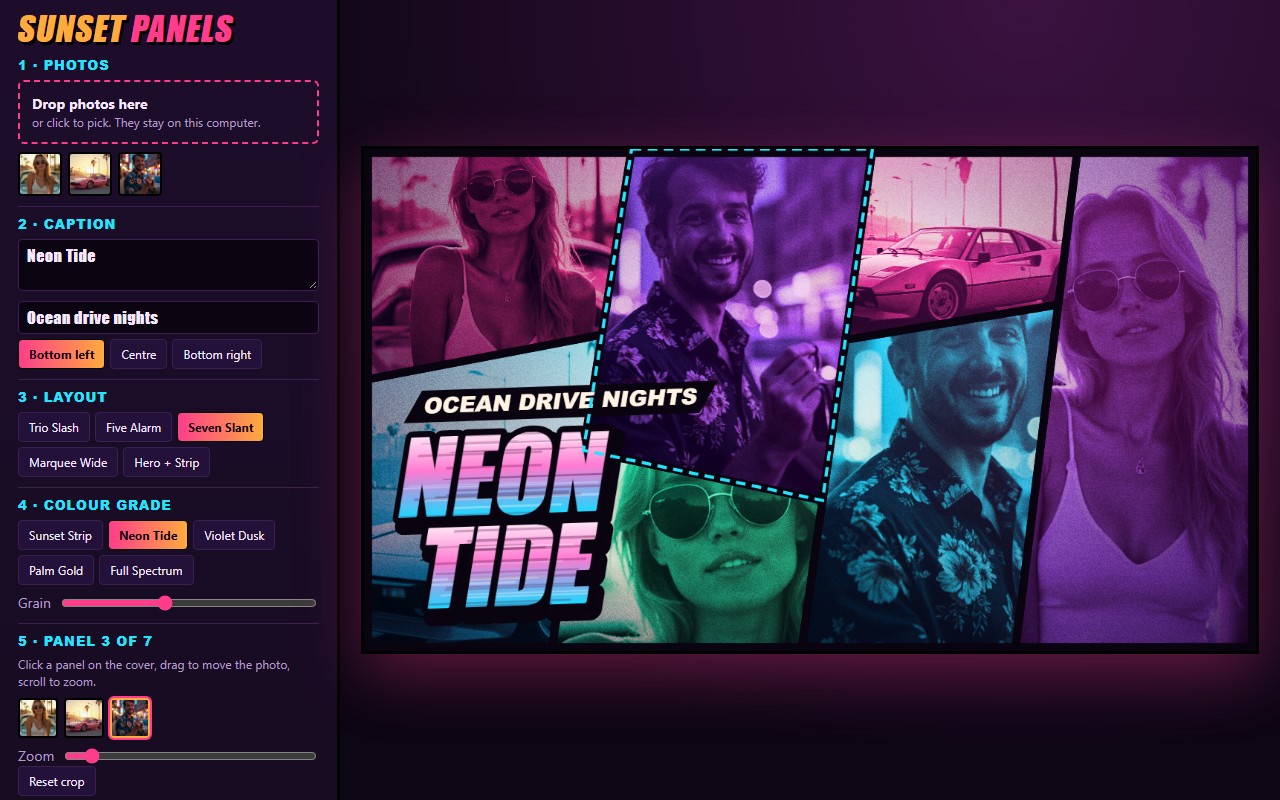 SUNSET PANELS
1 · PHOTOS
Drop photos here
or click to pick. They stay on this computer.
2 · CAPTION
Neon Tide
Ocean drive nights
Bottom left Centre Bottom right
3 · LAYOUT
Trio Slash Five Alarm Seven Slant
Marquee Wide Hero + Strip
4 · COLOUR GRADE
Sunset Strip Neon Tide Violet Dusk
Palm Gold Full Spectrum
Grain
5 · PANEL 3 OF 7
Click a panel on the cover, drag to move the photo,
scroll to zoom.
Zoom
Reset crop
OCEAN DRIVE NIGHTS
NEON
TIDE